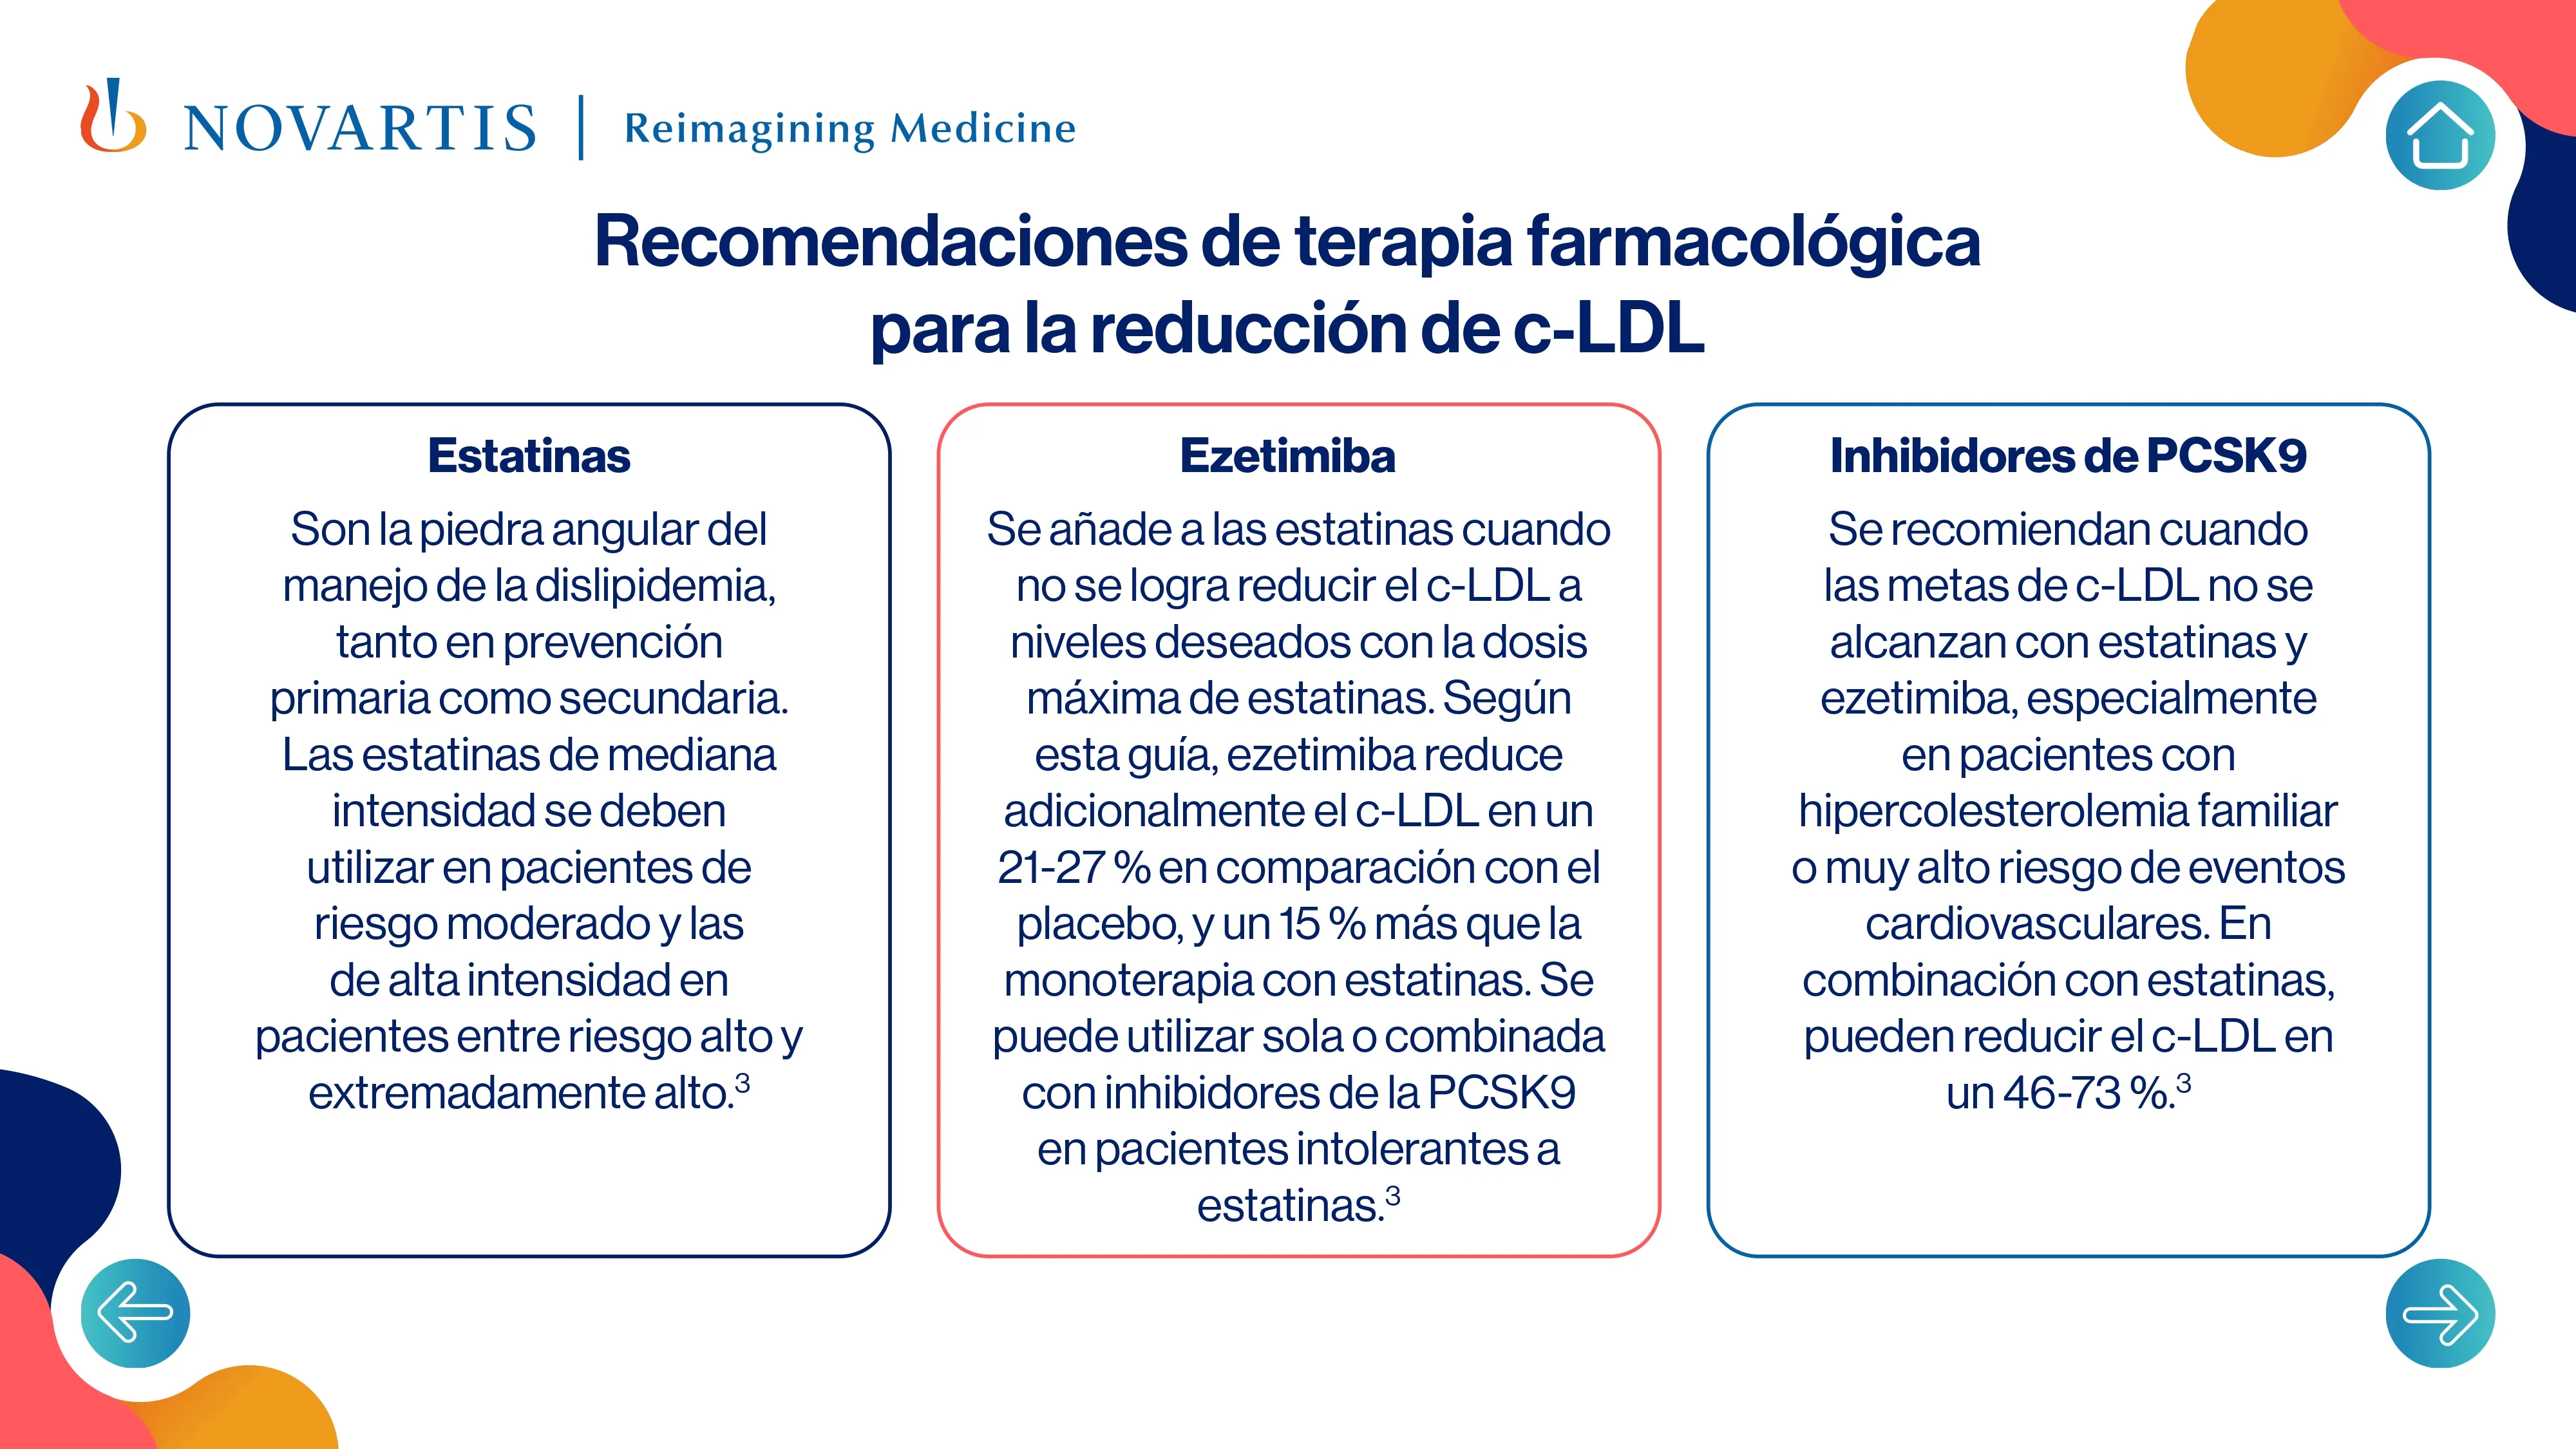 NOVARTIS | Reimagining Medicine
Recomendaciones de terapia farmacológica
para la reducción de c-LDL
Estatinas
Son la piedra angular del
manejo de la dislipidemia,
tanto en prevención
primaria como secundaria.
Las estatinas de mediana
intensidad se deben
utilizar en pacientes de
riesgo moderado y las
de alta intensidad en
pacientes entre riesgo alto y
extremadamente alto.³
Ezetimiba
Se añade a las estatinas cuando
no se logra reducir el c-LDL a
niveles deseados con la dosis
máxima de estatinas. Según
esta guía, ezetimiba reduce
adicionalmente el c-LDL en un
21-27 % en comparación con el
placebo, y un 15 % más que la
monoterapia con estatinas. Se
puede utilizar sola o combinada
con inhibidores de la PCSK9
en pacientes intolerantes a
estatinas.³
Inhibidores de PCSK9
Se recomiendan cuando
las metas de c-LDL no se
alcanzan con estatinas y
ezetimiba, especialmente
en pacientes con
hipercolesterolemia familiar
o muy alto riesgo de eventos
cardiovasculares. En
combinación con estatinas,
pueden reducir el c-LDL en
un 46-73 %.³